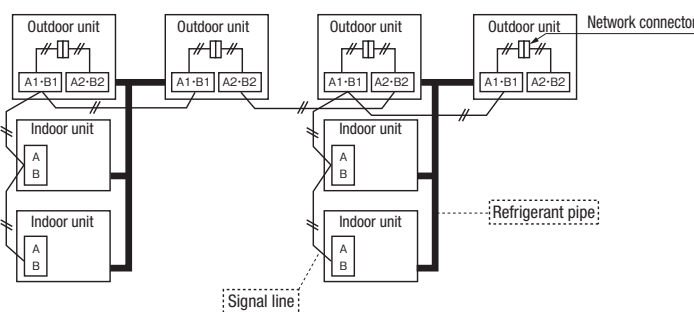 Outdoor unit Outdoor unit Outdoor unit Outdoor unit Network connector
A1·B1 A2·B2 A1·B1 A2·B2 A1·B1 A2·B2 A1·B1 A2·B2
Indoor unit Indoor unit
A A
B B
Refrigerant pipe
Indoor unit Indoor unit
A A
B B
Signal line